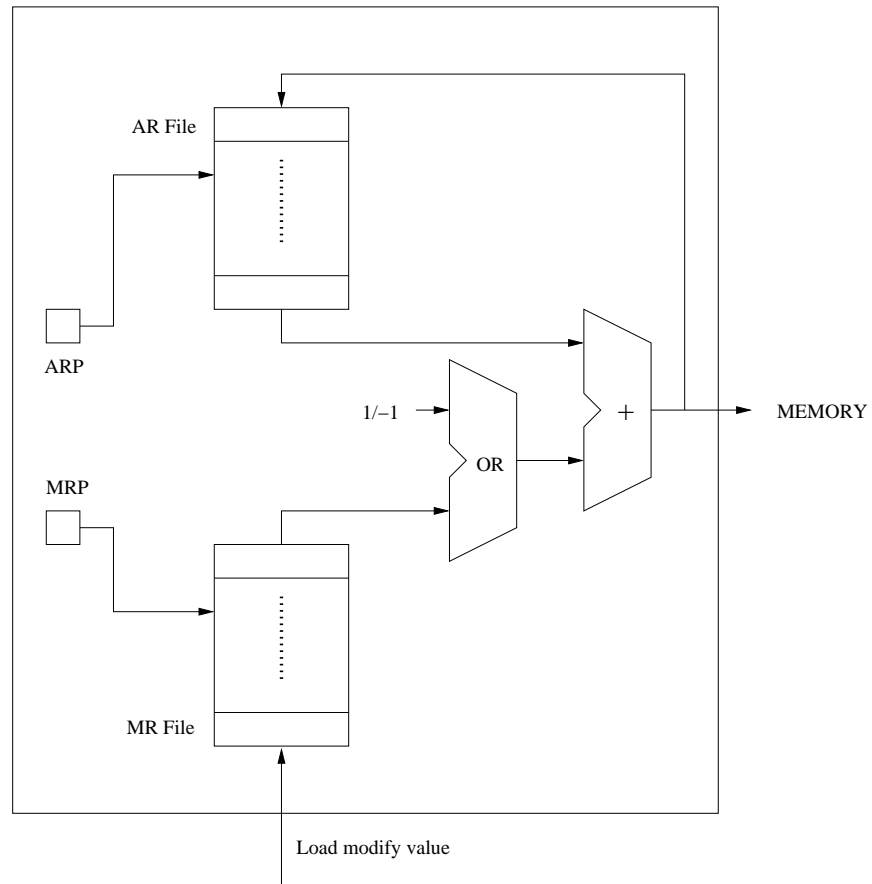 AR File
ARP
1/−1
+
MEMORY
OR
MRP
MR File
Load modify value